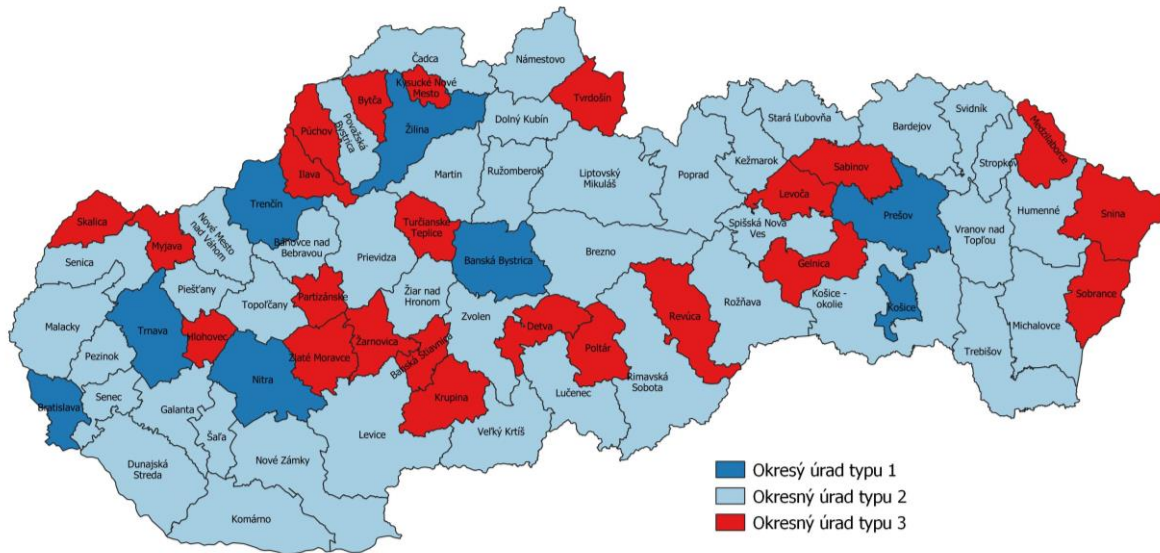 Čadca
Námestovo
Kysucké Nové
Mesto
Bytča
Tvrdošín
Považská
Bystrica
Žilina
Dolný Kubín
Púchov
Stará Ľubovňa
Bardejov
Svidník
Medzilaborce
Stropkov
Kežmarok
Sabinov
Ilava
Martin
Ružomberok
Liptovský
Mikuláš
Poprad
Levoča
Trenčín
Prešov
Humenné
Snina
Skalica
Myjava
Nové Mesto
nad Váhom
Turčianske
Teplice
Spišská Nová
Ves
Vranov nad
Topľou
Bánovce nad
Bebravou
Prievidza
Banská Bystrica
Brezno
Senica
Gelnica
Piešťany
Topoľčany
Partizánske
Žiar nad
Hronom
Košice -
okolie
Košice
Sobrance
Rožňava
Revúca
Zvolen
Malacky
Trnava
Hlohovec
Žarnovica
Detva
Michalovce
Zlaté Moravce
Banská Štiavnica
Poltár
Trebišov
Pezinok
Nitra
Rimavská
Sobota
Lučenec
Krupina
Bratislava
Senec
Galanta
Levice
Veľký Krtíš
Šaľa
Nové Zámky
Dunajská
Streda
Komárno
Okresý úrad typu 1
Okresný úrad typu 2
Okresný úrad typu 3